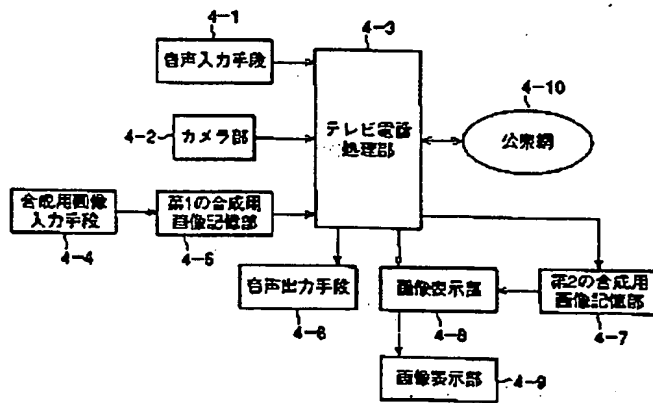 4-1
4-3
音声入力手段
4-10
4-2
カメラ部
テレビ電話
処理部
公衆網
合成用画像
入力手段
第1の合成用
画像記憶部
4-4
4-5
音声出力手段
画像表示部
第2の合成用
画像記憶部
4-6
4-8
4-7
画像表示部
4-9